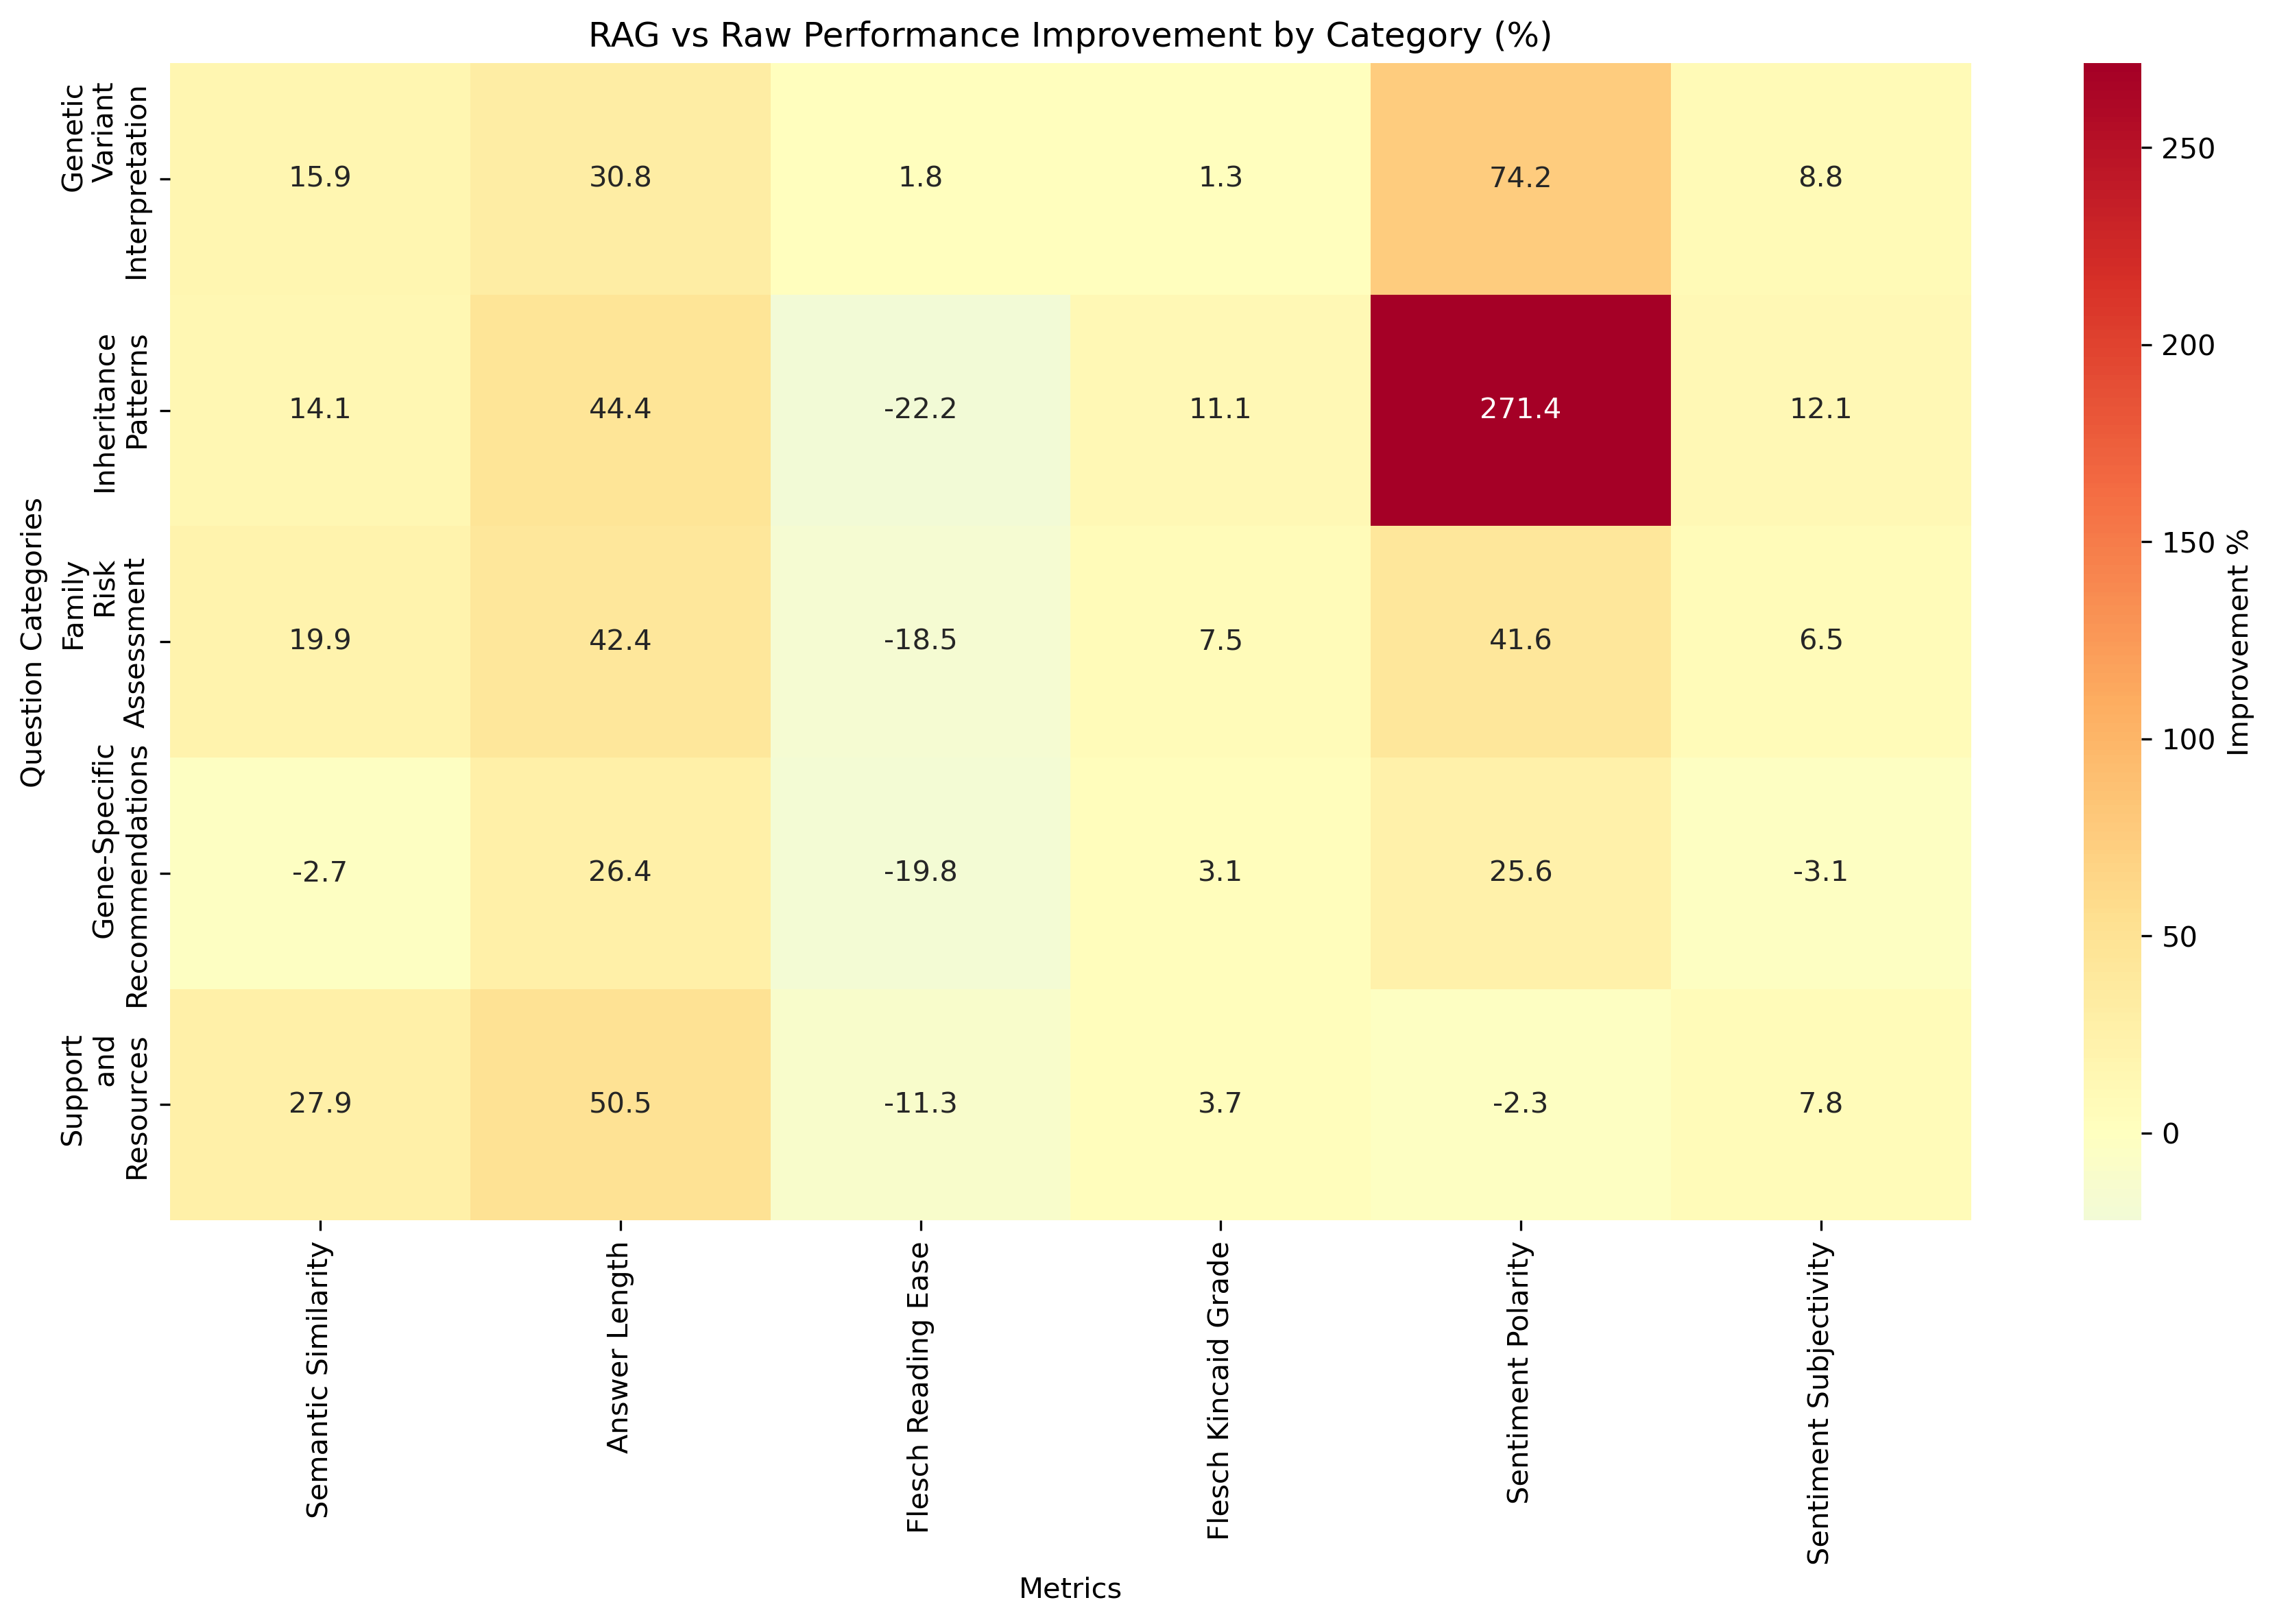 RAG vs Raw Performance Improvement by Category (%)
Question Categories
Genetic
Variant
Interpretation
15.9 30.8 1.8 1.3 74.2 8.8
Inheritance
Patterns
14.1 44.4 -22.2 11.1 271.4 12.1
Family
Risk
Assessment
19.9 42.4 -18.5 7.5 41.6 6.5
Gene-Specific
Recommendations
-2.7 26.4 -19.8 3.1 25.6 -3.1
Support
and
Resources
27.9 50.5 -11.3 3.7 -2.3 7.8
Semantic Similarity
Answer Length
Flesch Reading Ease
Flesch Kincaid Grade
Sentiment Polarity
Sentiment Subjectivity
Metrics
250
200
150
100
50
0
Improvement %